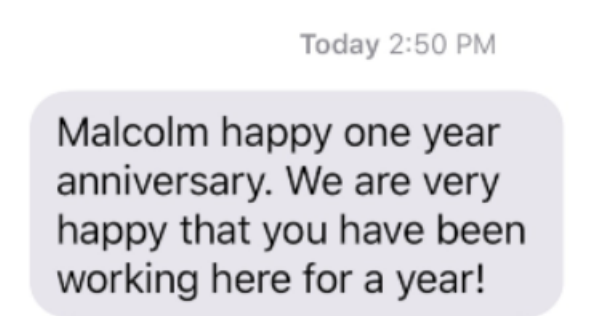 Today 2:50 PM
Malcolm happy one year
anniversary. We are very
happy that you have been
working here for a year!